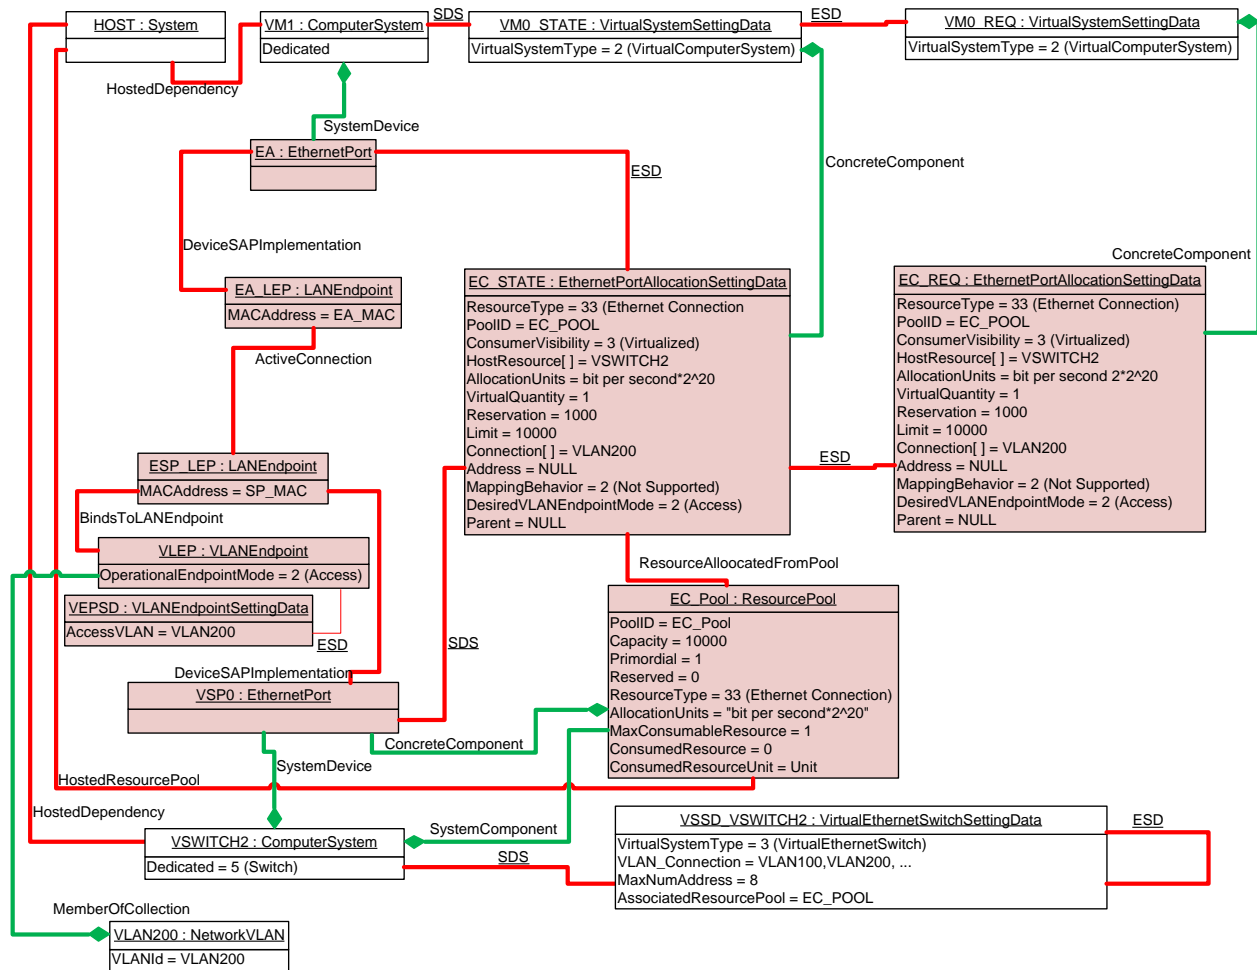 HOST : System
VM1 : ComputerSystem
Dedicated
SDS
VM0_STATE : VirtualSystemSettingData
VirtualSystemType = 2 (VirtualComputerSystem)
ESD
VM0_REQ : VirtualSystemSettingData
VirtualSystemType = 2 (VirtualComputerSystem)
HostedDependency
SystemDevice
EA : EthernetPort
ESD
ConcreteComponent
DeviceSAPImplementation
ConcreteComponent
EA_LEP : LANEndpoint
MACAddress = EA_MAC
ActiveConnection
EC_STATE : EthernetPortAllocationSettingData
ResourceType = 33 (Ethernet Connection
PoolID = EC_POOL
ConsumerVisibility = 3 (Virtualized)
HostResource[ ] = VSWITCH2
AllocationUnits = bit per second*2^20
VirtualQuantity = 1
Reservation = 1000
Limit = 10000
Connection[ ] = VLAN200
Address = NULL
MappingBehavior = 2 (Not Supported)
DesiredVLANEndpointMode = 2 (Access)
Parent = NULL
ESD
EC_REQ : EthernetPortAllocationSettingData
ResourceType = 33 (Ethernet Connection)
PoolID = EC_POOL
ConsumerVisibility = 3 (Virtualized)
HostResource[ ] = VSWITCH2
AllocationUnits = bit per second 2*2^20
VirtualQuantity = 1
Reservation = 1000
Limit = 10000
Connection[ ] = VLAN200
Address = NULL
MappingBehavior = 2 (Not Supported)
DesiredVLANEndpointMode = 2 (Access)
Parent = NULL
ESP_LEP : LANEndpoint
MACAddress = SP_MAC
BindsToLANEndpoint
VLEP : VLANEndpoint
OperationalEndpointMode = 2 (Access)
VEPSD : VLANEndpointSettingData
AccessVLAN = VLAN200
ESD
SDS
ResourceAlloocatedFromPool
EC_Pool : ResourcePool
PoolID = EC_Pool
Capacity = 10000
Primordial = 1
Reserved = 0
ResourceType = 33 (Ethernet Connection)
AllocationUnits = "bit per second*2^20"
MaxConsumableResource = 1
ConsumedResource = 0
ConsumedResourceUnit = Unit
DeviceSAPImplementation
VSP0 : EthernetPort
ConcreteComponent
SystemDevice
HostedResourcePool
HostedDependency
SystemComponent
VSWITCH2 : ComputerSystem
Dedicated = 5 (Switch)
SDS
VSSD_VSWITCH2 : VirtualEthernetSwitchSettingData
VirtualSystemType = 3 (VirtualEthernetSwitch)
VLAN_Connection = VLAN100,VLAN200, ...
MaxNumAddress = 8
AssociatedResourcePool = EC_POOL
ESD
MemberOfCollection
VLAN200 : NetworkVLAN
VLANId = VLAN200